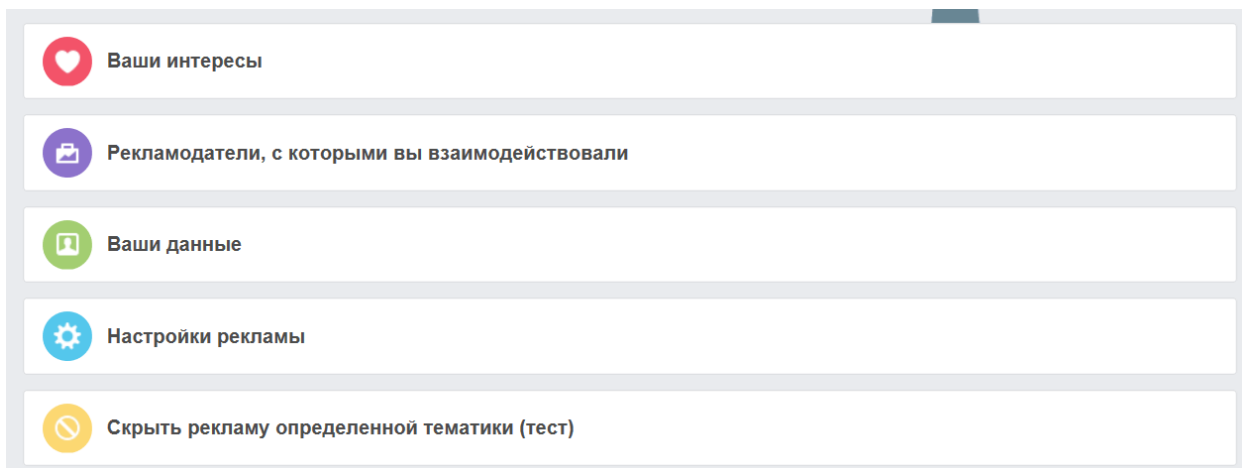 Ваши интересы
Рекламодатели, с которыми вы взаимодействовали
Ваши данные
Настройки рекламы
Скрыть рекламу определенной тематики (тест)